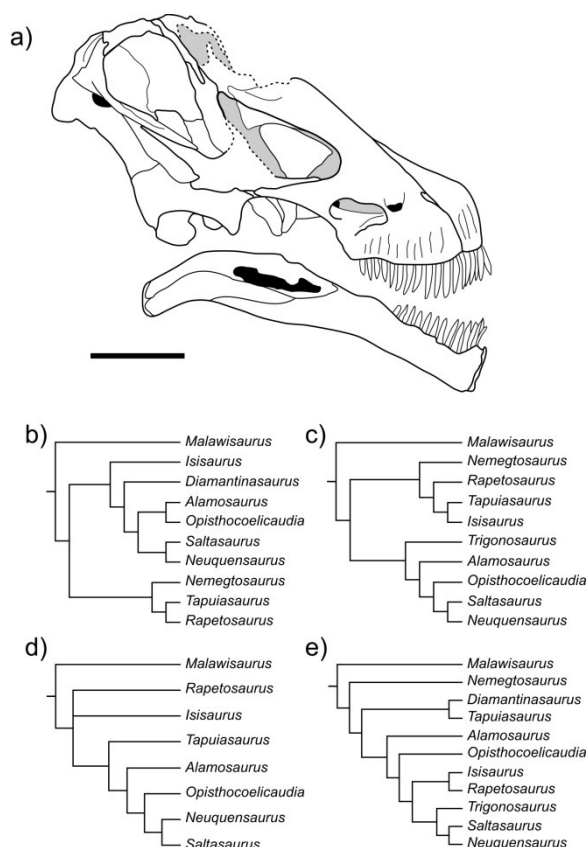 a)
b)
Malawisaurus
Isisaurus
Diamantinasaurus
Alamosaurus
Opisthocoelicaudia
Saltasaurus
Neuquensaurus
Nemegtosaurus
Tapuiasaurus
Rapetosaurus
c)
Malawisaurus
Nemegtosaurus
Rapetosaurus
Tapuiasaurus
Isisaurus
Trigonosaurus
Alamosaurus
Opisthocoelicaudia
Saltasaurus
Neuquensaurus
d)
Malawisaurus
Rapetosaurus
Isisaurus
Tapuiasaurus
Alamosaurus
Opisthocoelicaudia
Neuquensaurus
Saltasaurus
e)
Malawisaurus
Nemegtosaurus
Diamantinasaurus
Tapuiasaurus
Alamosaurus
Opisthocoelicaudia
Isisaurus
Rapetosaurus
Trigonosaurus
Saltasaurus
Neuquensaurus